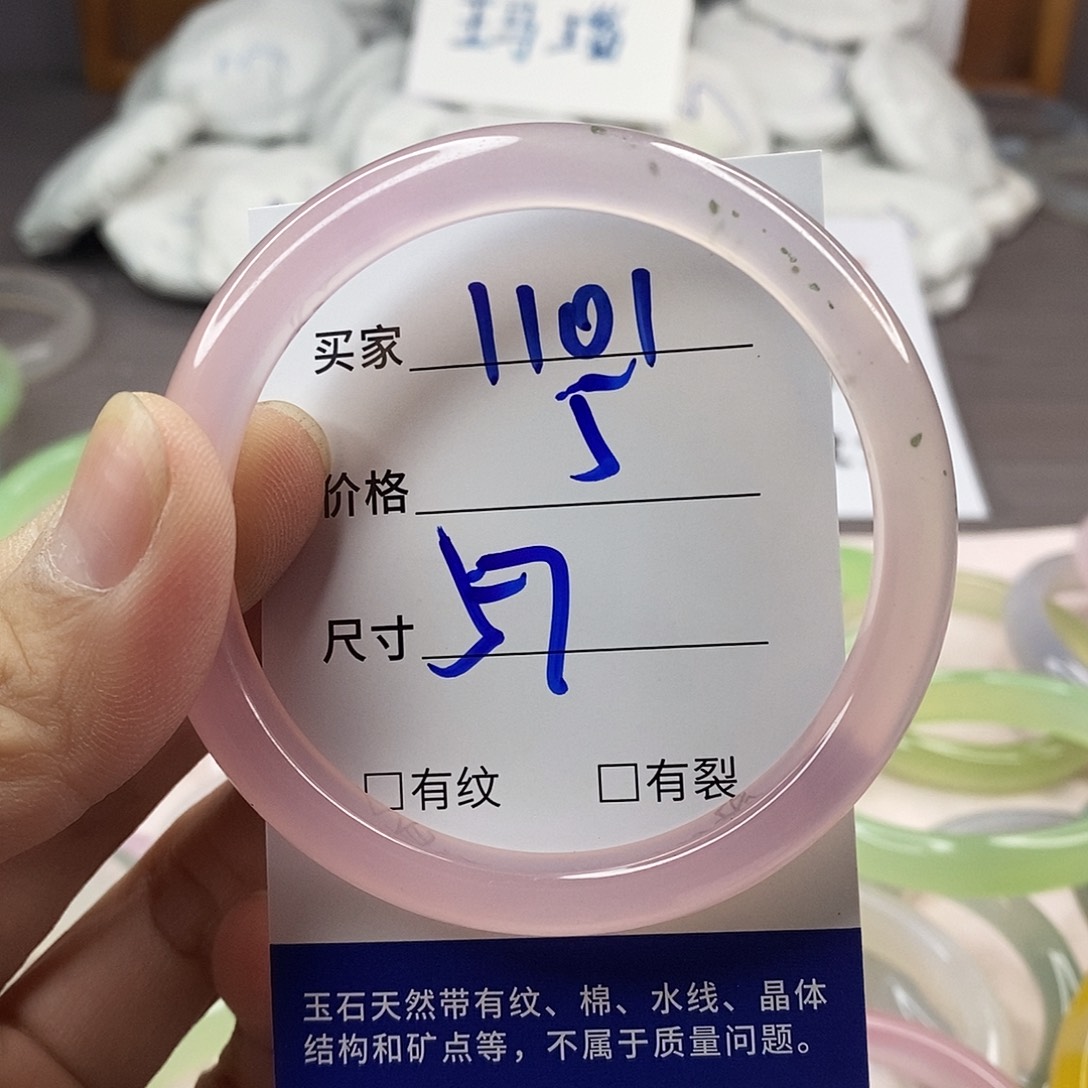 玛瑙
买家 1101
5
价格
尺寸 57
□有纹 □有裂
玉石天然带有纹、棉、水线、晶体
结构和矿点等，不属于质量问题。